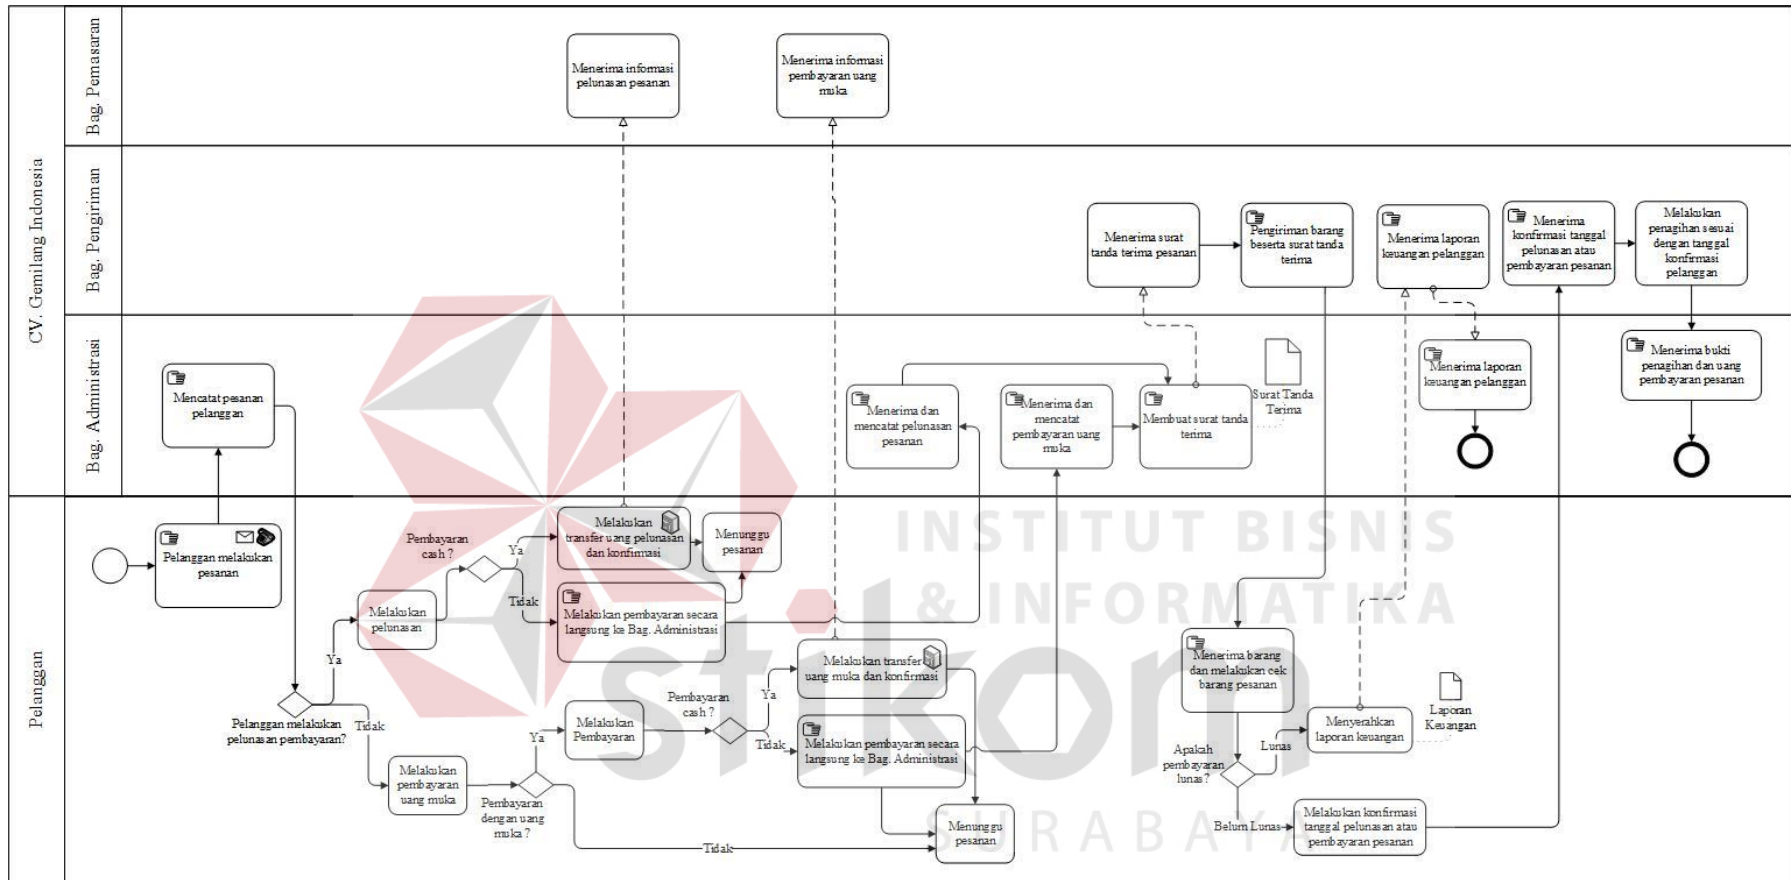 CV. Gemilang Indonesia
Bag. Pemasaran
Menerima informasi
pelunasan pesanan
Menerima informasi
pembayaran uang
muka
Bag. Pengiriman
Menerima surat
tanda terima pesanan
Pengiriman barang
beserta surat tanda
terima
Menerima laporan
keuangan pelanggan
Menerima
konfirmasi tanggal
pelunasan atau
pembayaran pesanan
Melakukan
penagihan sesuai
dengan tanggal
konfirmasi
pelanggan
Bag. Administrasi
Mencatat pesanan
pelanggan
Menerima dan
mencatat pelunasan
pesanan
Menerima dan
mencatat
pembayaran uang
muka
Membuat surat tanda
terima
Surat Tanda
Terima
Menerima laporan
keuangan pelanggan
Menerima bukti
penagihan dan uang
pembayaran pesanan
Pelanggan
Pelanggan melakukan
pesanan
Pelanggan melakukan
pelunasan pembayaran?
Ya
Tidak
Melakukan
pelunasan
Pembayaran
cash ?
Ya
Tidak
Melakukan
transfer uang pelunasan
dan konfirmasi
Menunggu
pesanan
Melakukan pembayaran secara
langsung ke Bag. Administrasi
Melakukan
pembayaran
uang muka
Pembayaran
dengan uang
muka ?
Ya
Tidak
Melakukan
Pembayaran
Pembayaran
cash ?
Ya
Tidak
Melakukan transfer
uang muka dan konfirmasi
Melakukan pembayaran secara
langsung ke Bag. Administrasi
Menunggu
pesanan
Menerima barang
dan melakukan cek
barang pesanan
Apakah
pembayaran
lunas ?
Lunas
Belum Lunas
Menyerahkan
laporan keuangan
Laporan
Keuangan
Melakukan konfirmasi
tanggal pelunasan atau
pembayaran pesanan
INSTITUT BISNIS
& INFORMATIKA
stikom
SURABAYA